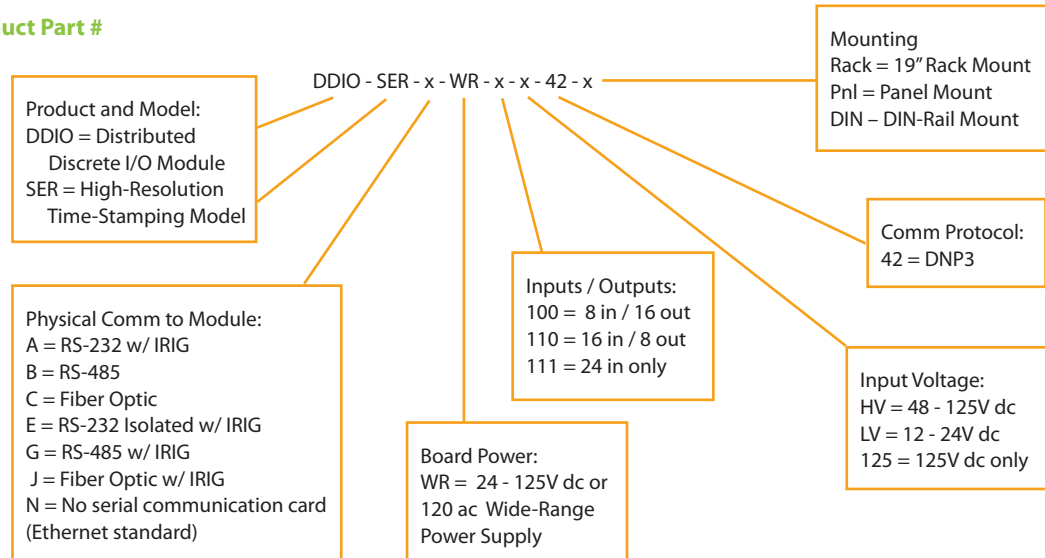 uct Part #
DDIO - SER - x - WR - x - x - 42 - x
Product and Model:
DDIO = Distributed
Discrete I/O Module
SER = High-Resolution
Time-Stamping Model
Physical Comm to Module:
A = RS-232 w/ IRIG
B = RS-485
C = Fiber Optic
E = RS-232 Isolated w/ IRIG
G = RS-485 w/ IRIG
J = Fiber Optic w/ IRIG
N = No serial communication card
(Ethernet standard)
Board Power:
WR = 24 - 125V dc or
120 ac Wide-Range
Power Supply
Inputs / Outputs:
100 = 8 in / 16 out
110 = 16 in / 8 out
111 = 24 in only
Input Voltage:
HV = 48 - 125V dc
LV = 12 - 24V dc
125 = 125V dc only
Comm Protocol:
42 = DNP3
Mounting
Rack = 19” Rack Mount
Pnl = Panel Mount
DIN – DIN-Rail Mount